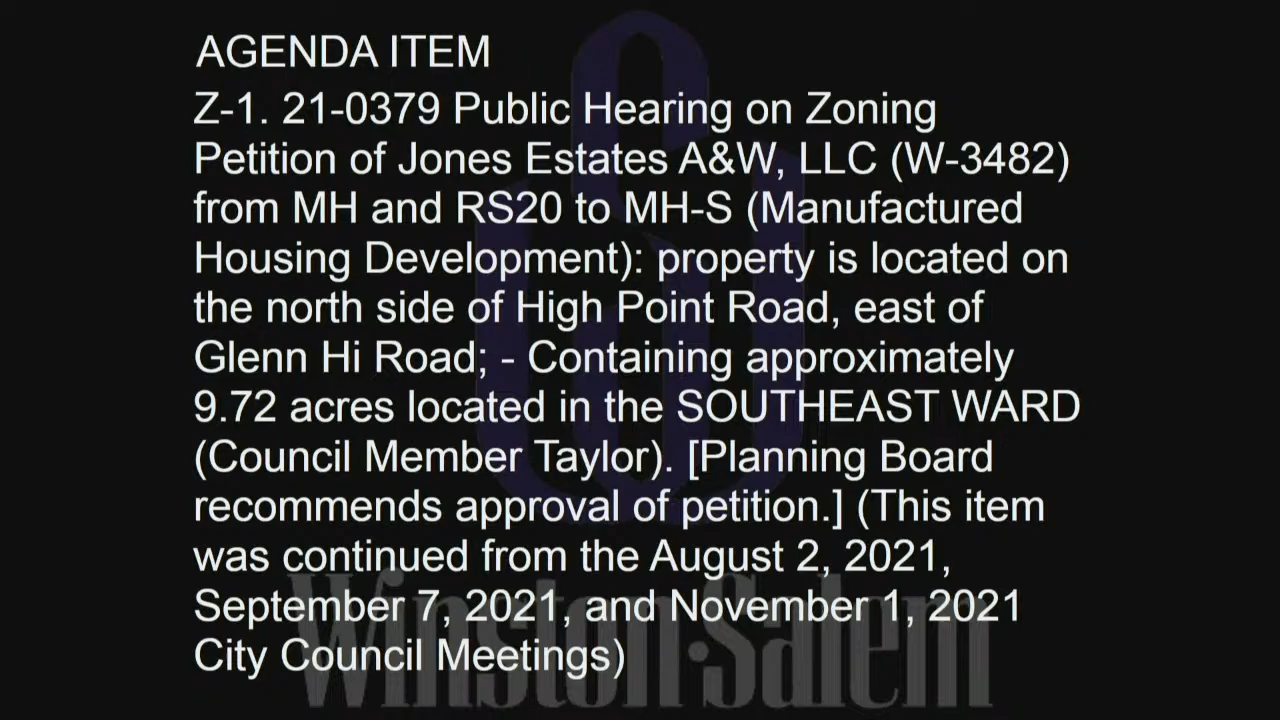 AGENDA ITEM
Z-1. 21-0379 Public Hearing on Zoning
Petition of Jones Estates A&W, LLC (W-3482)
from MH and RS20 to MH-S (Manufactured
Housing Development): property is located on
the north side of High Point Road, east of
Glenn Hi Road; - Containing approximately
9.72 acres located in the SOUTHEAST WARD
(Council Member Taylor). [Planning Board
recommends approval of petition.] (This item
was continued from the August 2, 2021,
September 7, 2021, and November 1, 2021
City Council Meetings)
Winston-Salem